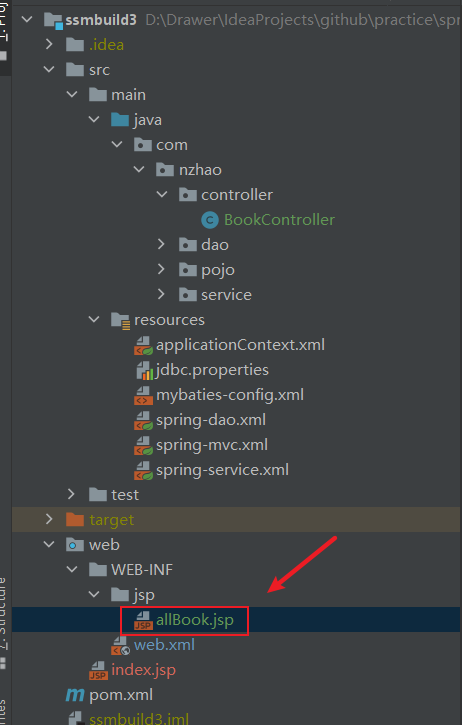 ssmbuild3 D:\Drawer\IdeaProjects\github\practice\spr
.idea
src
main
java
com
nzhao
controller
BookController
dao
pojo
service
resources
applicationContext.xml
jdbc.properties
mybaties-config.xml
spring-dao.xml
spring-mvc.xml
spring-service.xml
test
target
web
WEB-INF
jsp
allBook.jsp
web.xml
index.jsp
pom.xml
ssmbuild3.iml
Z: Structure